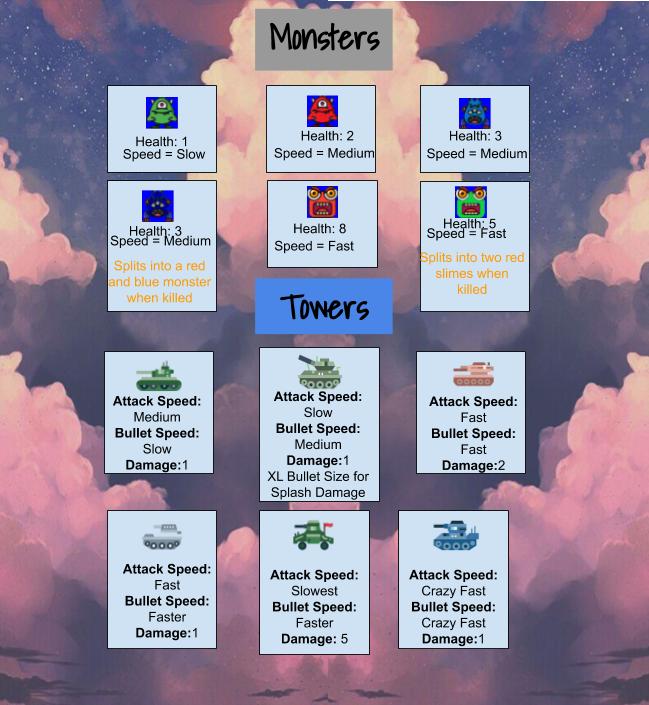 Monsters
Health: 1
Speed = Slow
Health: 2
Speed = Medium
Health: 3
Speed = Medium
Health: 3
Speed = Medium
Splits into a red
and blue monster
when killed
Health: 8
Speed = Fast
Health: 5
Speed = Fast
Splits into two red
slimes when
killed
Towers
Attack Speed:
Medium
Bullet Speed:
Slow
Damage:1
Attack Speed:
Slow
Bullet Speed:
Medium
Damage:1
XL Bullet Size for
Splash Damage
Attack Speed:
Fast
Bullet Speed:
Fast
Damage:2
Attack Speed:
Fast
Bullet Speed:
Faster
Damage:1
Attack Speed:
Slowest
Bullet Speed:
Faster
Damage: 5
Attack Speed:
Crazy Fast
Bullet Speed:
Crazy Fast
Damage:1